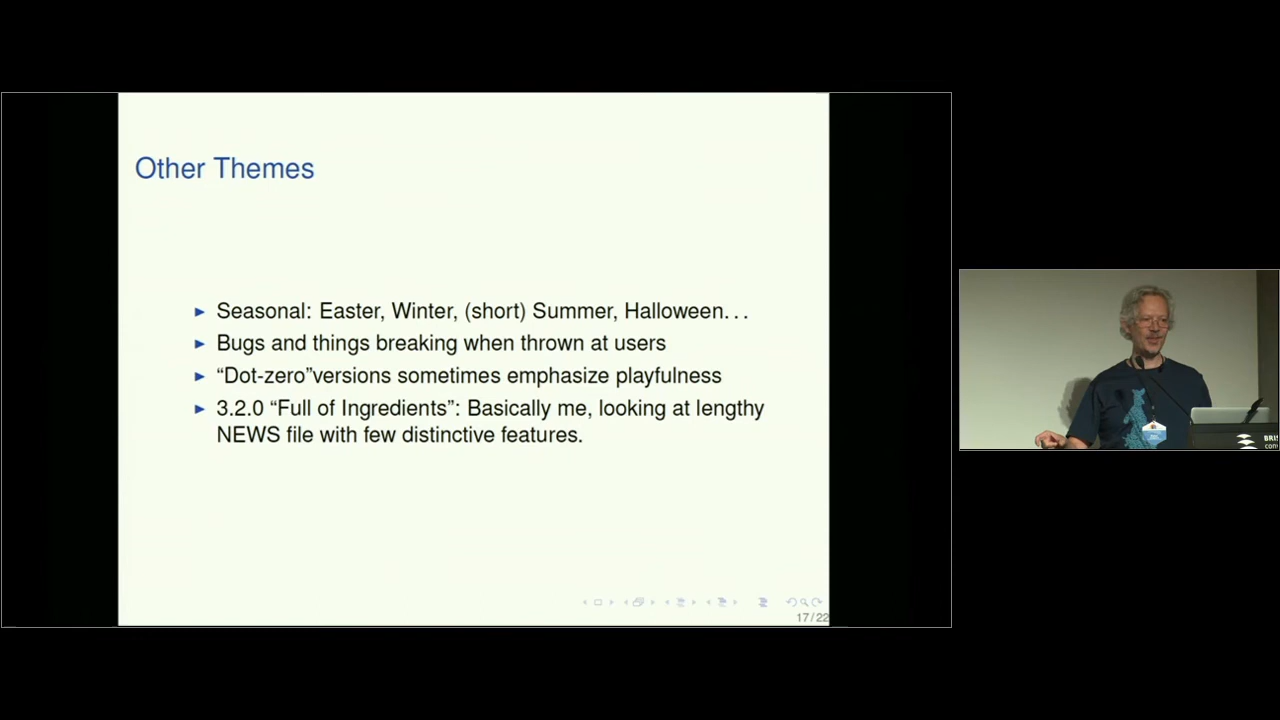 Other Themes
Seasonal: Easter, Winter, (short) Summer, Halloween...
Bugs and things breaking when thrown at users
“Dot-zero”versions sometimes emphasize playfulness
3.2.0 “Full of Ingredients”: Basically me, looking at lengthy
NEWS file with few distinctive features.
17/22